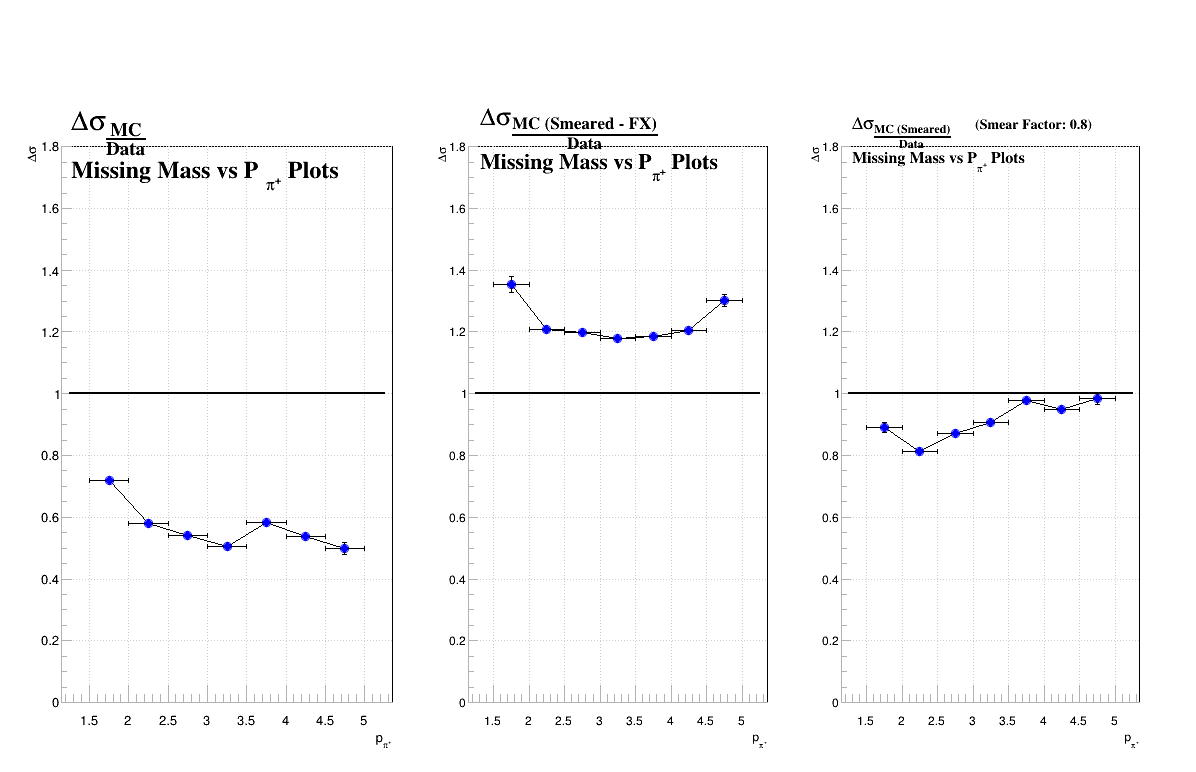 Δσ MC
Data
Missing Mass vs P π+ Plots
Δσ
1.8
1.6
1.4
1.2
1
0.8
0.6
0.4
0.2
0
1.5 2 2.5 3 3.5 4 4.5 5
pπ+
Δσ MC (Smeared - FX)
Data
Missing Mass vs P π+ Plots
Δσ
1.8
1.6
1.4
1.2
1
0.8
0.6
0.4
0.2
0
1.5 2 2.5 3 3.5 4 4.5 5
pπ+
Δσ MC (Smeared) (Smear Factor: 0.8)
Data
Missing Mass vs P π+ Plots
Δσ
1.8
1.6
1.4
1.2
1
0.8
0.6
0.4
0.2
0
1.5 2 2.5 3 3.5 4 4.5 5
pπ+